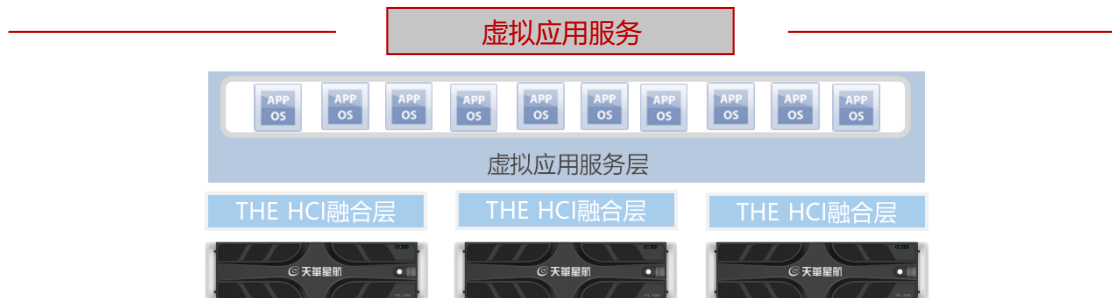 虚拟应用服务
APP OS APP OS APP OS APP OS APP OS APP OS APP OS APP OS APP OS APP OS
虚拟应用服务层
THE HCI融合层 THE HCI融合层 THE HCI融合层
天華星航 天華星航 天華星航